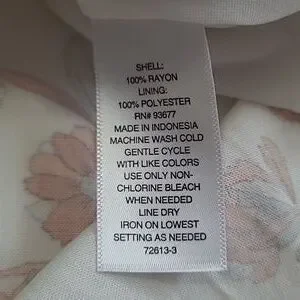 SHELL:
100% RAYON
LINING:
100% POLYESTER
RN# 93677
MADE IN INDONESIA
MACHINE WASH COLD
GENTLE CYCLE
WITH LIKE COLORS
USE ONLY NON-
CHLORINE BLEACH
WHEN NEEDED
LINE DRY
IRON ON LOWEST
SETTING AS NEEDED
72613-3